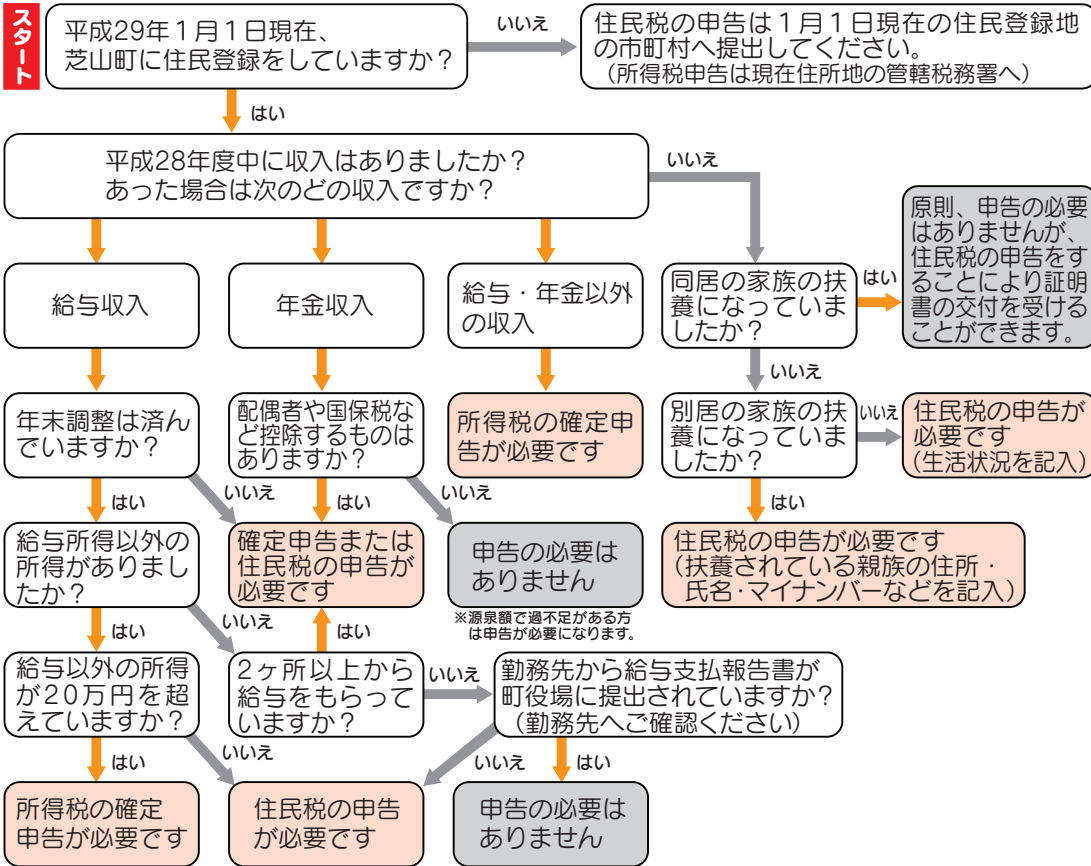 スタート
平成29年1月1日現在、
芝山町に住民登録をしていますか？
いいえ
住民税の申告は1月1日現在の住民登録地
の市町村へ提出してください。
（所得税申告は現在住所地の管轄税務署へ）
はい
平成28年度中に収入はありましたか？
あった場合は次のどの収入ですか？
いいえ
給与収入
年金収入
給与・年金以外
の収入
同居の家族の扶
養になっていま
したか？
はい
原則、申告の必要
はありませんが、
住民税の申告をす
ることにより証明
書の交付を受ける
ことができます。
いいえ
年末調整は済ん
でいますか？
配偶者や国保税な
ど控除するものは
ありますか？
所得税の確定申
告が必要です
別居の家族の扶
養になっていま
したか？
いいえ
住民税の申告が
必要です
（生活状況を記入）
はい
いいえ
はい
いいえ
はい
給与所得以外の
所得がありまし
たか？
確定申告または
住民税の申告が
必要です
申告の必要は
ありません
※源泉額で過不足がある方
は申告が必要になります。
住民税の申告が必要です
（扶養されている親族の住所・
氏名・マイナンバーなどを記入）
はい
いいえ
はい
給与以外の所得
が20万円を超
えていますか？
2ヶ所以上から
給与をもらって
いますか？
いいえ
勤務先から給与支払報告書が
町役場に提出されていますか？
（勤務先へご確認ください）
はい
いいえ
いいえ
はい
所得税の確定
申告が必要です
住民税の申告
が必要です
申告の必要は
ありません